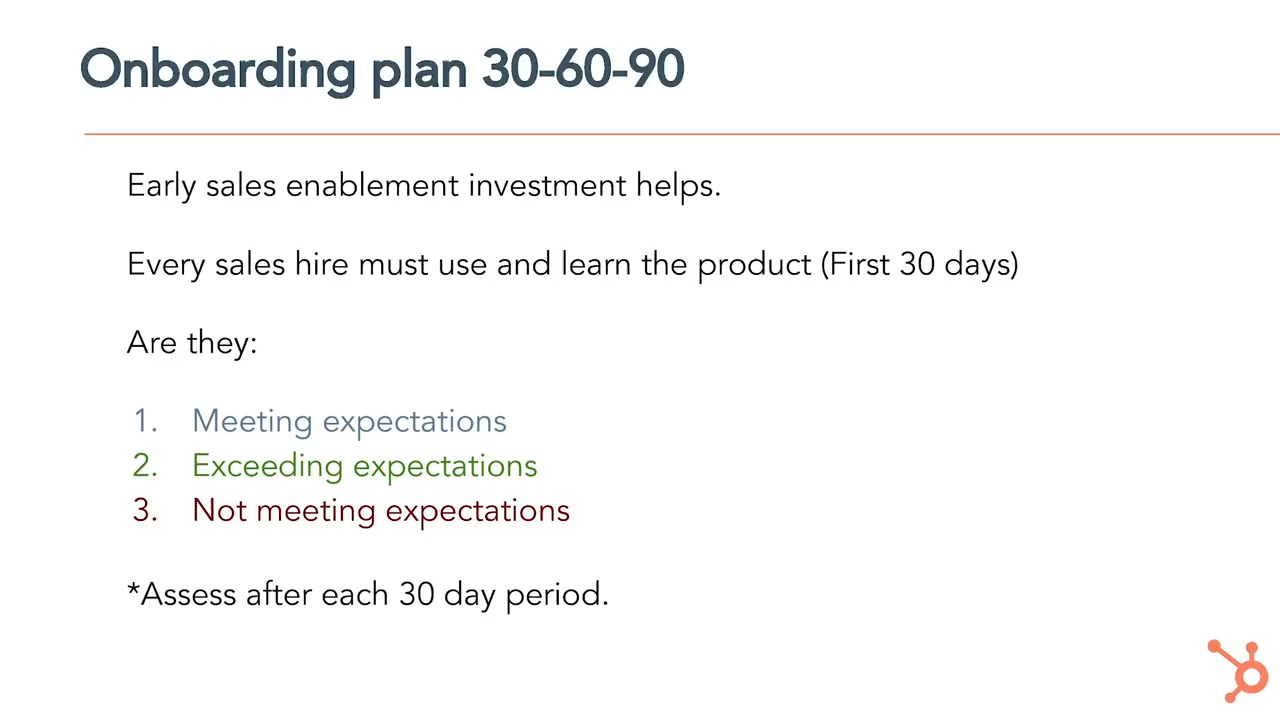 Onboarding plan 30-60-90
Early sales enablement investment helps.
Every sales hire must use and learn the product (First 30 days)
Are they:
1. Meeting expectations
2. Exceeding expectations
3. Not meeting expectations
*Assess after each 30 day period.